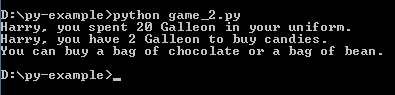 D:\py-example>python game_2.py
Harry, you spent 20 Galleon in your uniform.
Harry, you have 2 Galleon to buy candies.
You can buy a bag of chocolate or a bag of bean.
D:\py-example>_